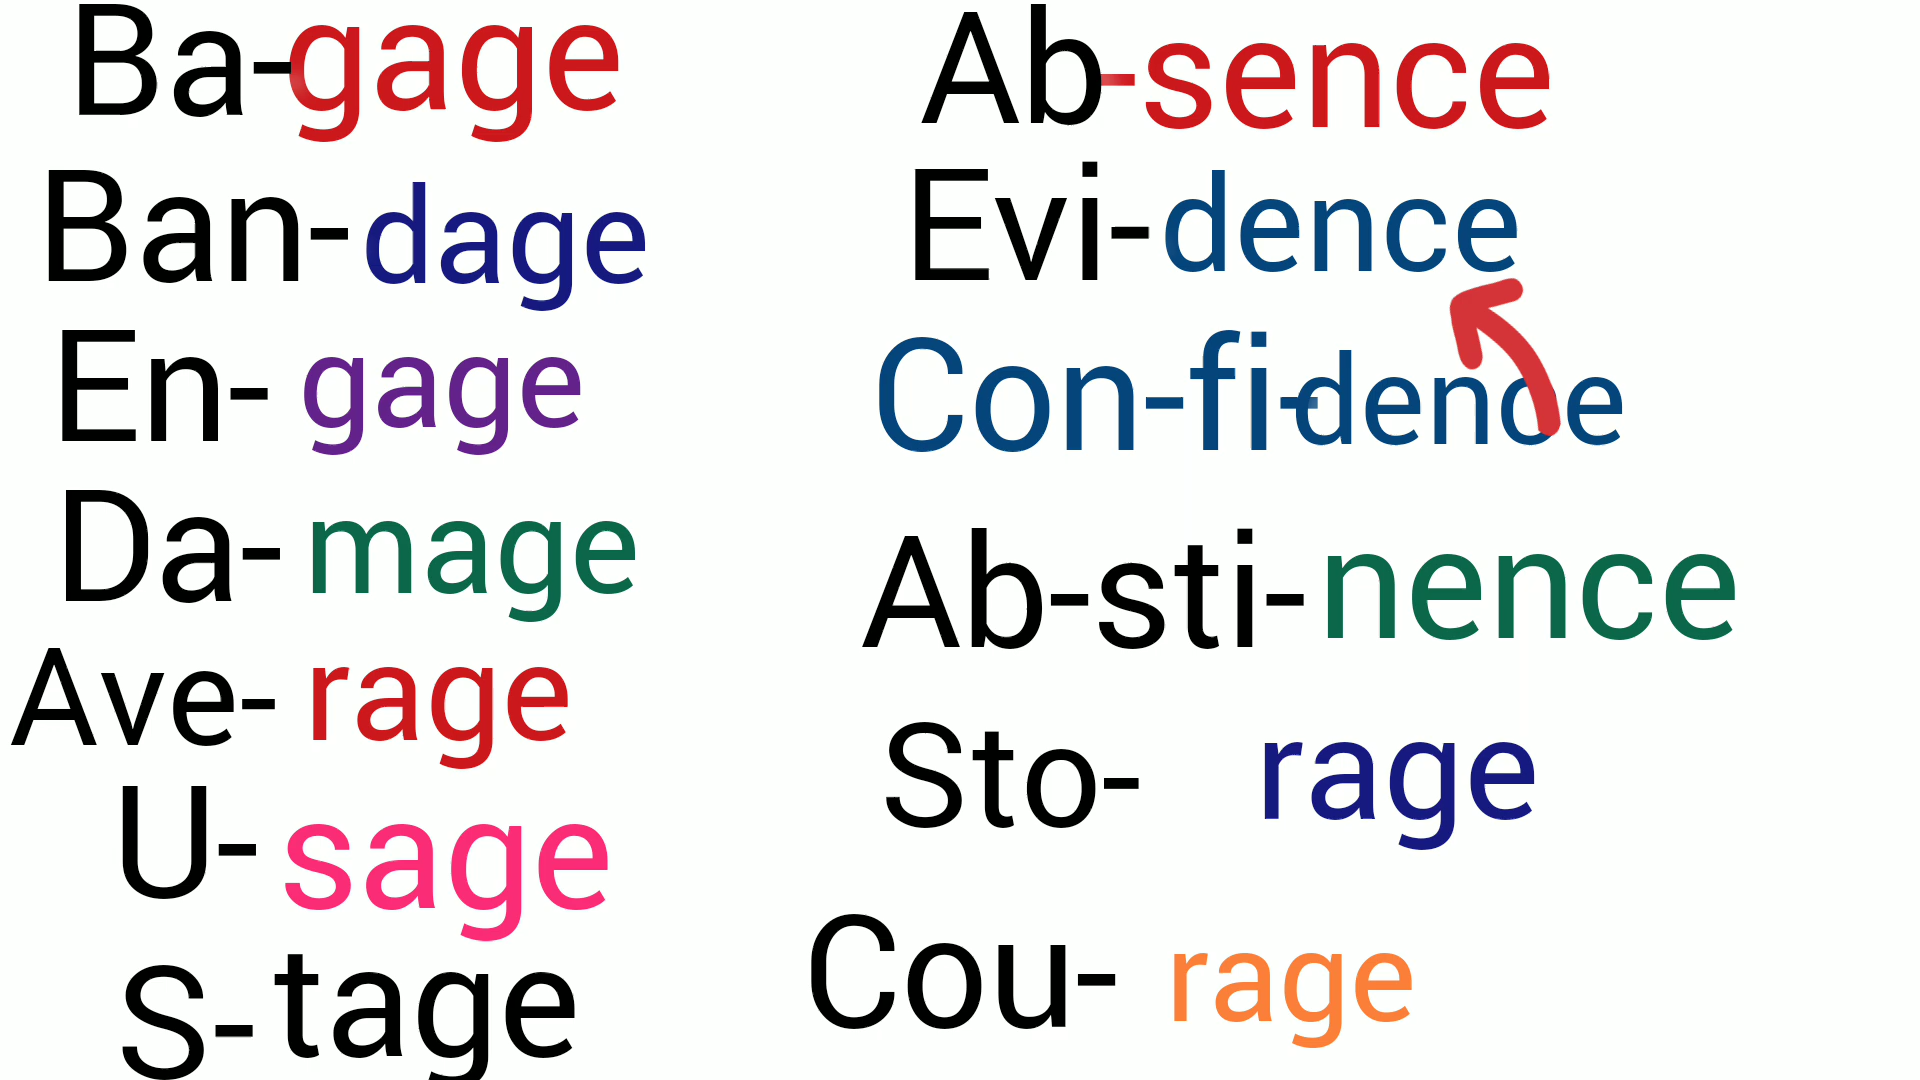 Ba-gage
Ban-dage
En-gage
Da-mage
Ave-rage
U-sage
S-tage
Ab-sence
Evi-dence
Con-fi-dence
Ab-sti-nence
Sto-rage
Cou-rage